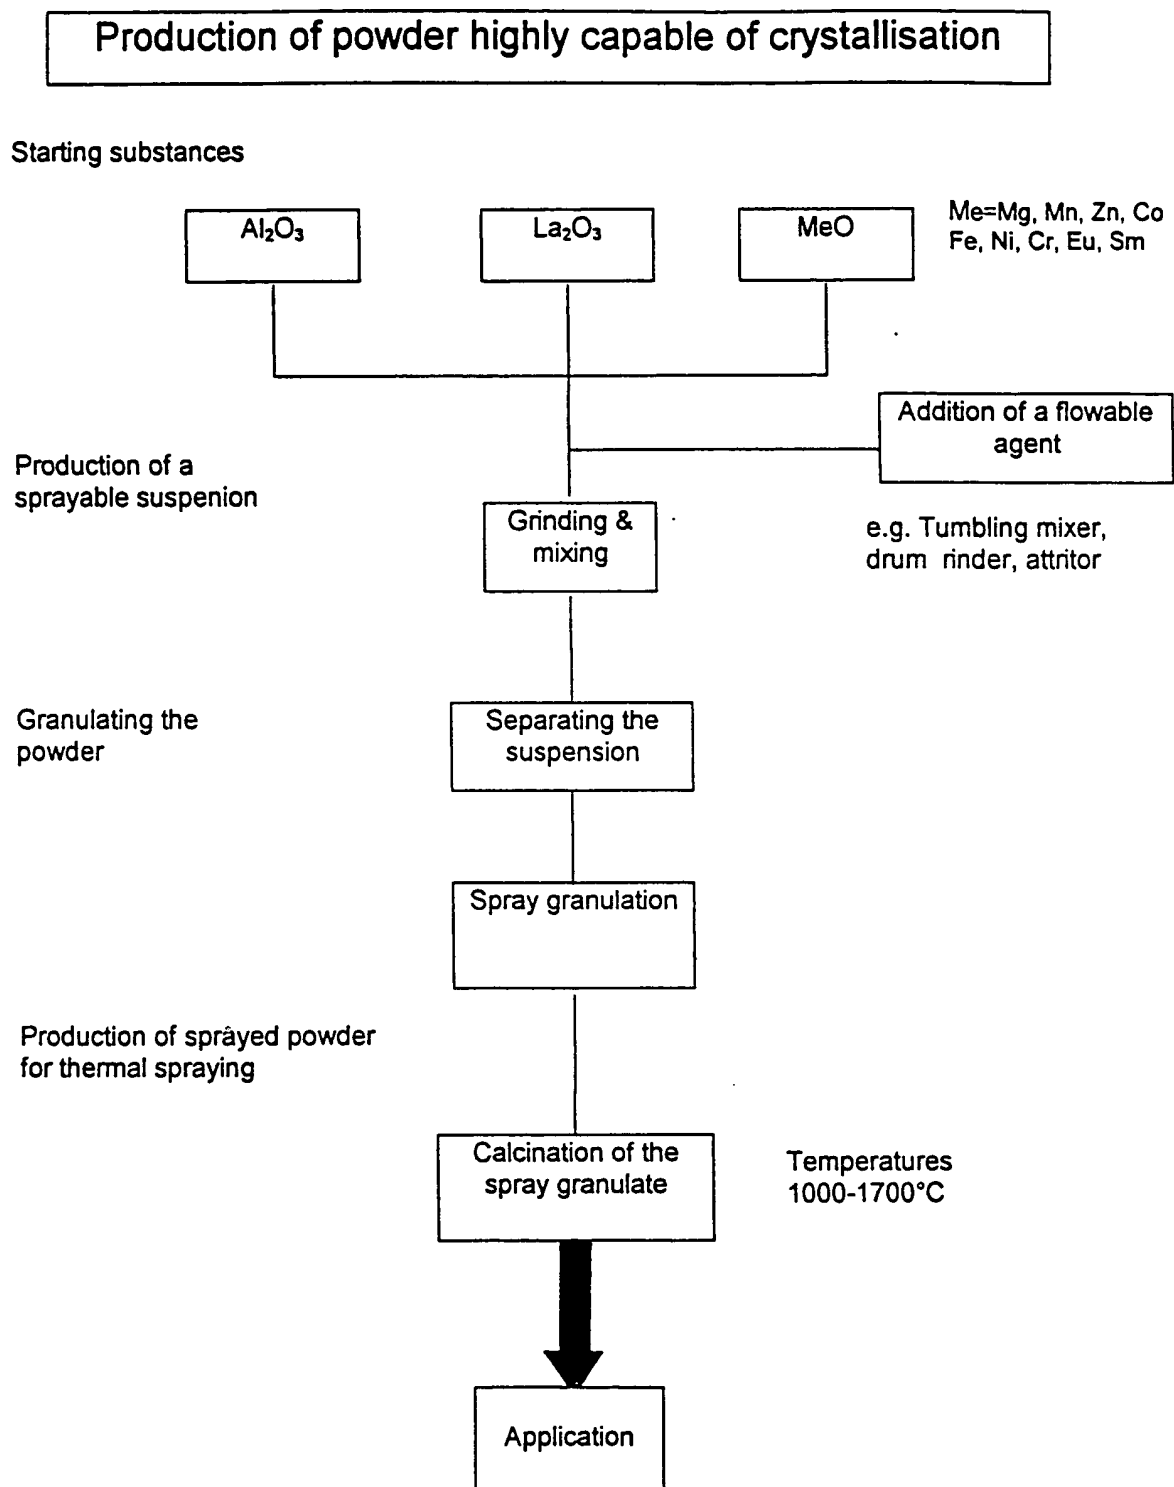 Production of powder highly capable of crystallisation
Starting substances
Al₂O₃
La₂O₃
MeO
Me=Mg, Mn, Zn, Co
Fe, Ni, Cr, Eu, Sm
Addition of a flowable
agent
Production of a
sprayable suspenion
Grinding &
mixing
e.g. Tumbling mixer,
drum rinder, attritor
Granulating the
powder
Separating the
suspension
Spray granulation
Production of sprayed powder
for thermal spraying
Calcination of the
spray granulate
Temperatures
1000-1700°C
Application